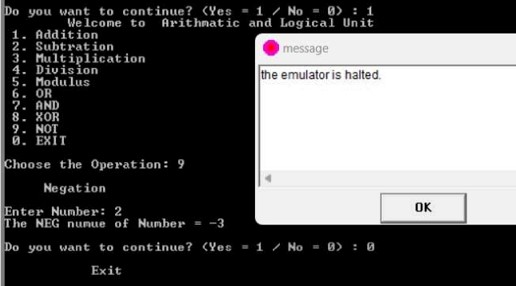 Do you want to continue? (Yes = 1 / No = 0) : 1
Welcome to Arithmatic and Logical Unit
1. Addition
2. Subtration
3. Multiplication
4. Division
5. Modulus
6. OR
7. AND
8. XOR
9. NOT
0. EXIT
Choose the Operation: 9
Negation
Enter Number: 2
The NEG numue of Number = -3
Do you want to continue? (Yes = 1 / No = 0) : 0
Exit
message
the emulator is halted.
OK